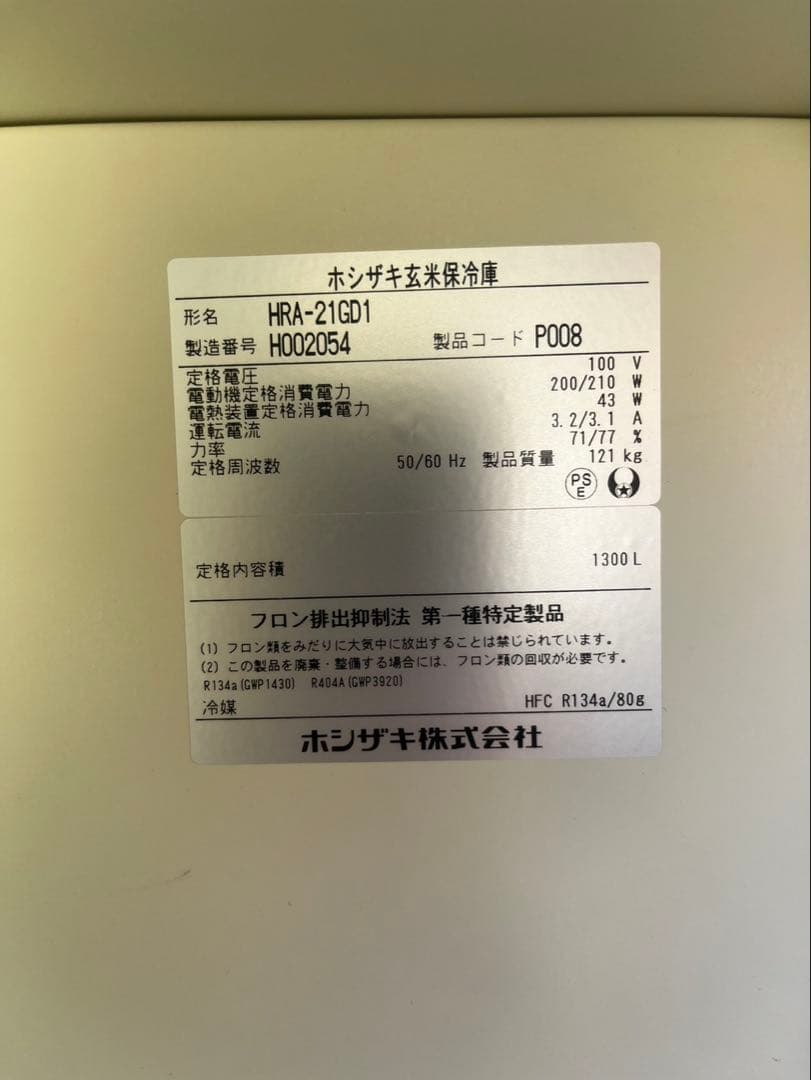 ホシザキ玄米保冷庫
形名 HRA-21GD1
製造番号 H002054 製品コード P008
定格電圧 100 V
電動機定格消費電力 200/210 W
電熱装置定格消費電力 43 W
運転電流 3.2/3.1 A
力率 71/77 %
定格周波数 50/60 Hz 製品質量 121 kg
PS
E
定格内容積 1300 L
フロン排出抑制法 第一種特定製品
(1) フロン類をみだりに大気中に放出することは禁じられています。
(2) この製品を廃棄・整備する場合には、フロン類の回収が必要です。
R134a(GWP1430) R404A(GWP3920)
冷媒 HFC R134a/80g
ホシザキ株式会社